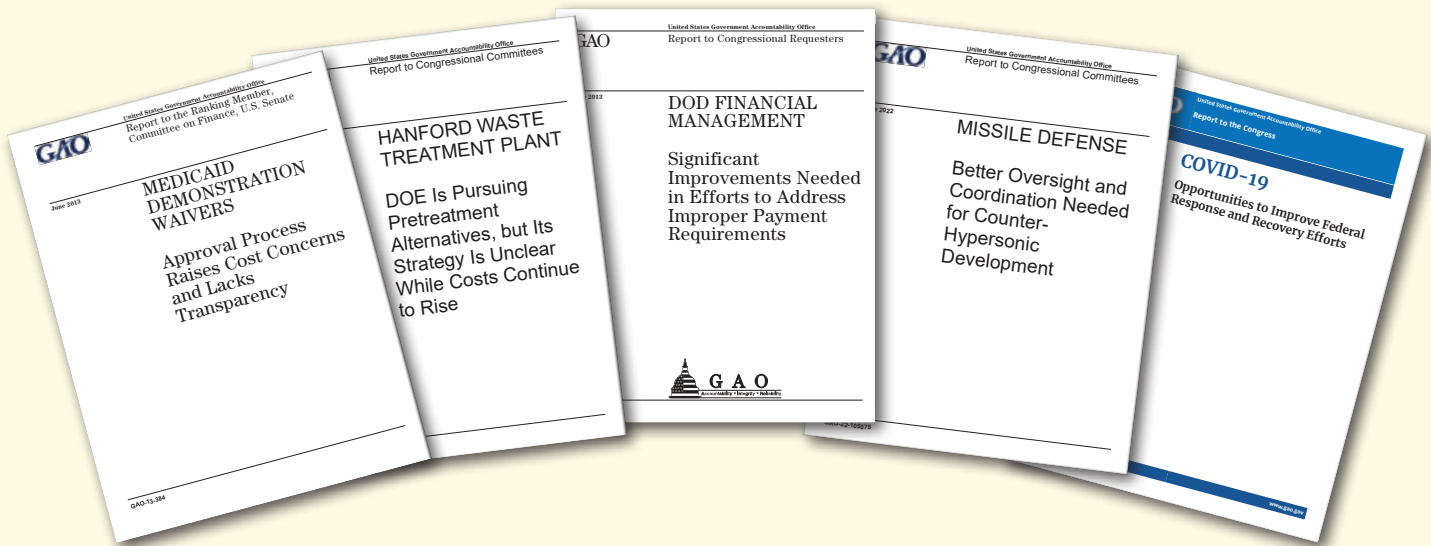 United States Government Accountability Office
Report to the Ranking Member,
Committee on Finance, U.S. Senate
GAO
June 2013
MEDICAID
DEMONSTRATION
WAIVERS
Approval Process
Raises Cost Concerns
and Lacks
Transparency
GAO-13-384
United States Government Accountability Office
Report to Congressional Committees
HANFORD WASTE
TREATMENT PLANT
DOE Is Pursuing
Pretreatment
Alternatives, but Its
Strategy Is Unclear
While Costs Continue
to Rise
United States Government Accountability Office
GAO
Report to Congressional Requesters
2013
DOD FINANCIAL
MANAGEMENT
Significant
Improvements Needed
in Efforts to Address
Improper Payment
Requirements
G A O
Accountability * Integrity * Reliability
United States Government Accountability Office
GAO
Report to Congressional Committees
2022
MISSILE DEFENSE
Better Oversight and
Coordination Needed
for Counter-
Hypersonic
Development
GAO-22-105075
United States Government Accountability Office
Report to the Congress
COVID-19
Opportunities to Improve Federal
Response and Recovery Efforts
www.gao.gov